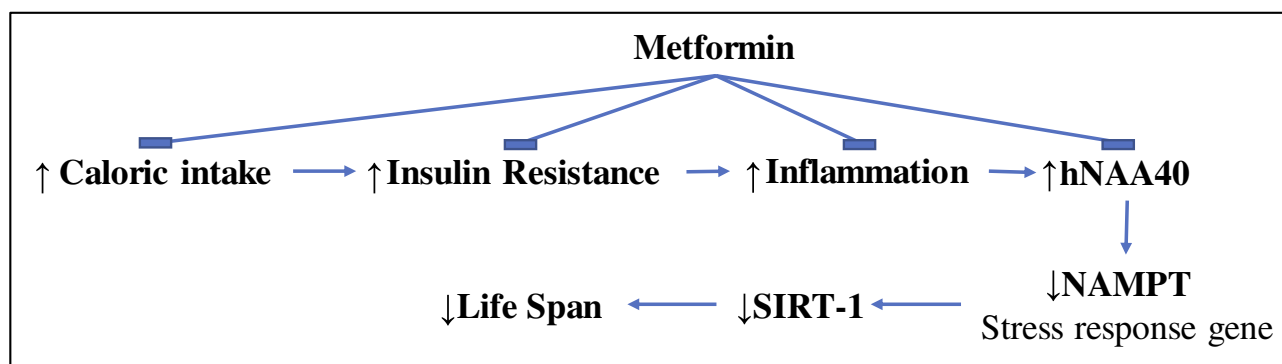 Metformin
↑ Caloric intake
↑Insulin Resistance
↑Inflammation
↑hNAA40
↓Life Span
↓SIRT-1
↓NAMPT
Stress response gene